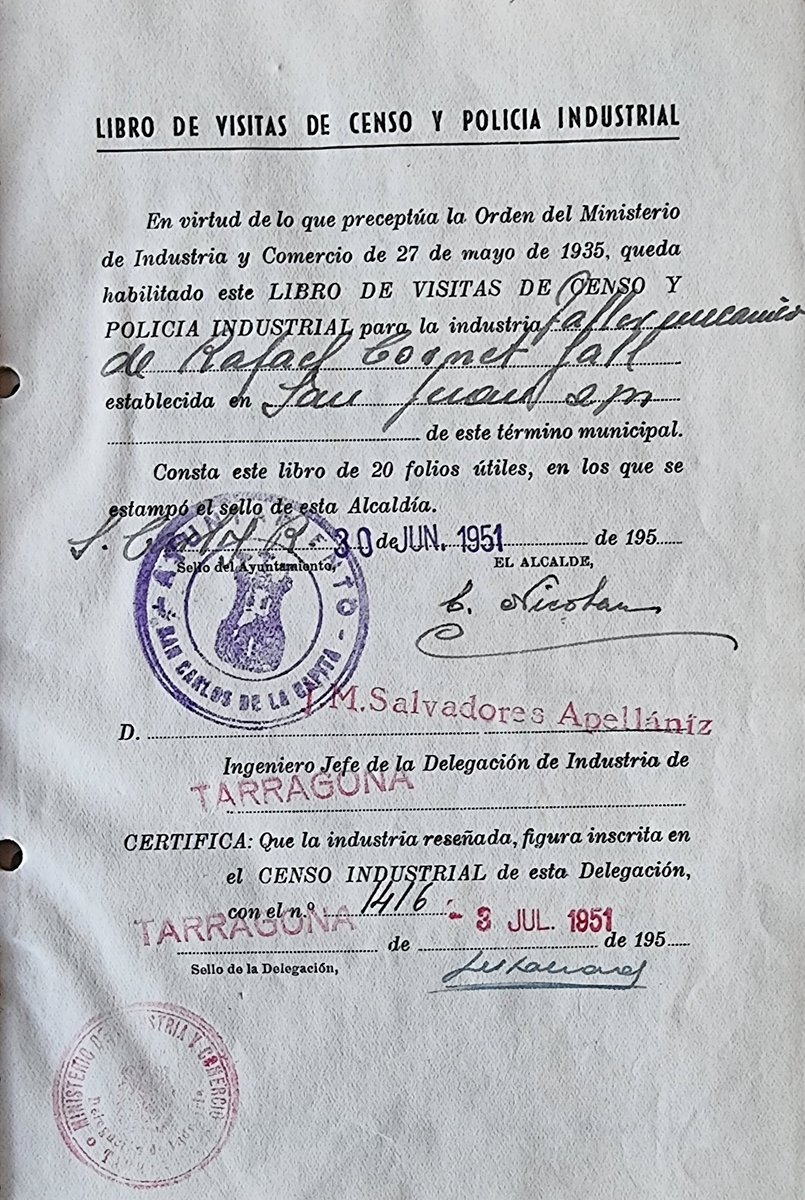 LIBRO DE VISITAS DE CENSO Y POLICIA INDUSTRIAL
En virtud de lo que preceptúa la Orden del Ministerio
de Industria y Comercio de 27 de mayo de 1935, queda
habilitado este LIBRO DE VISITAS DE CENSO Y
POLICIA INDUSTRIAL para la industria Taller mecanico
de Rafael
establecida en San Juan
de este término municipal.
Consta este libro de 20 folios útiles, en los que se
estampó el sello de esta Alcaldía.
30 de JUN. 1951 de 195
Sello del Ayuntamiento, EL ALCALDE,
AYUNTAMIENTO
SAN CARLOS DE LA RAPITA
D. J. M. Salvadores Apellániz
Ingeniero Jefe de la Delegación de Industria de
TARRAGONA
CERTIFICA: Que la industria reseñada, figura inscrita en
el CENSO INDUSTRIAL de esta Delegación,
con el n.º 1416
TARRAGONA de - 3 JUL. 1951 de 195
Sello de la Delegación,
MINISTERIO DE INDUSTRIA Y COMERCIO
Delegación de Industria